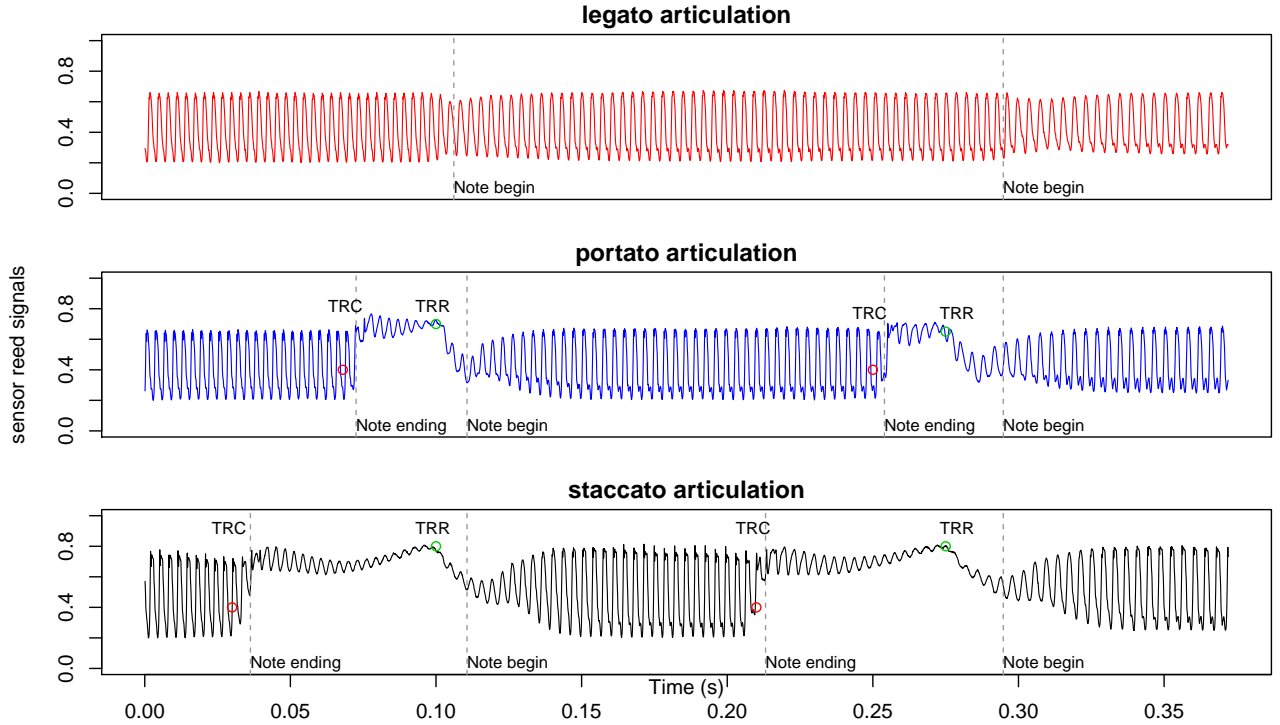 legato articulation
0.0 0.4 0.8
Note begin Note begin
portato articulation
sensor reed signals
0.0 0.4 0.8
TRC TRR TRC TRR
Note ending Note begin Note ending Note begin
staccato articulation
0.0 0.4 0.8
TRC TRR TRC TRR
Note ending Note begin Note ending Note begin
Time (s)
0.00 0.05 0.10 0.15 0.20 0.25 0.30 0.35